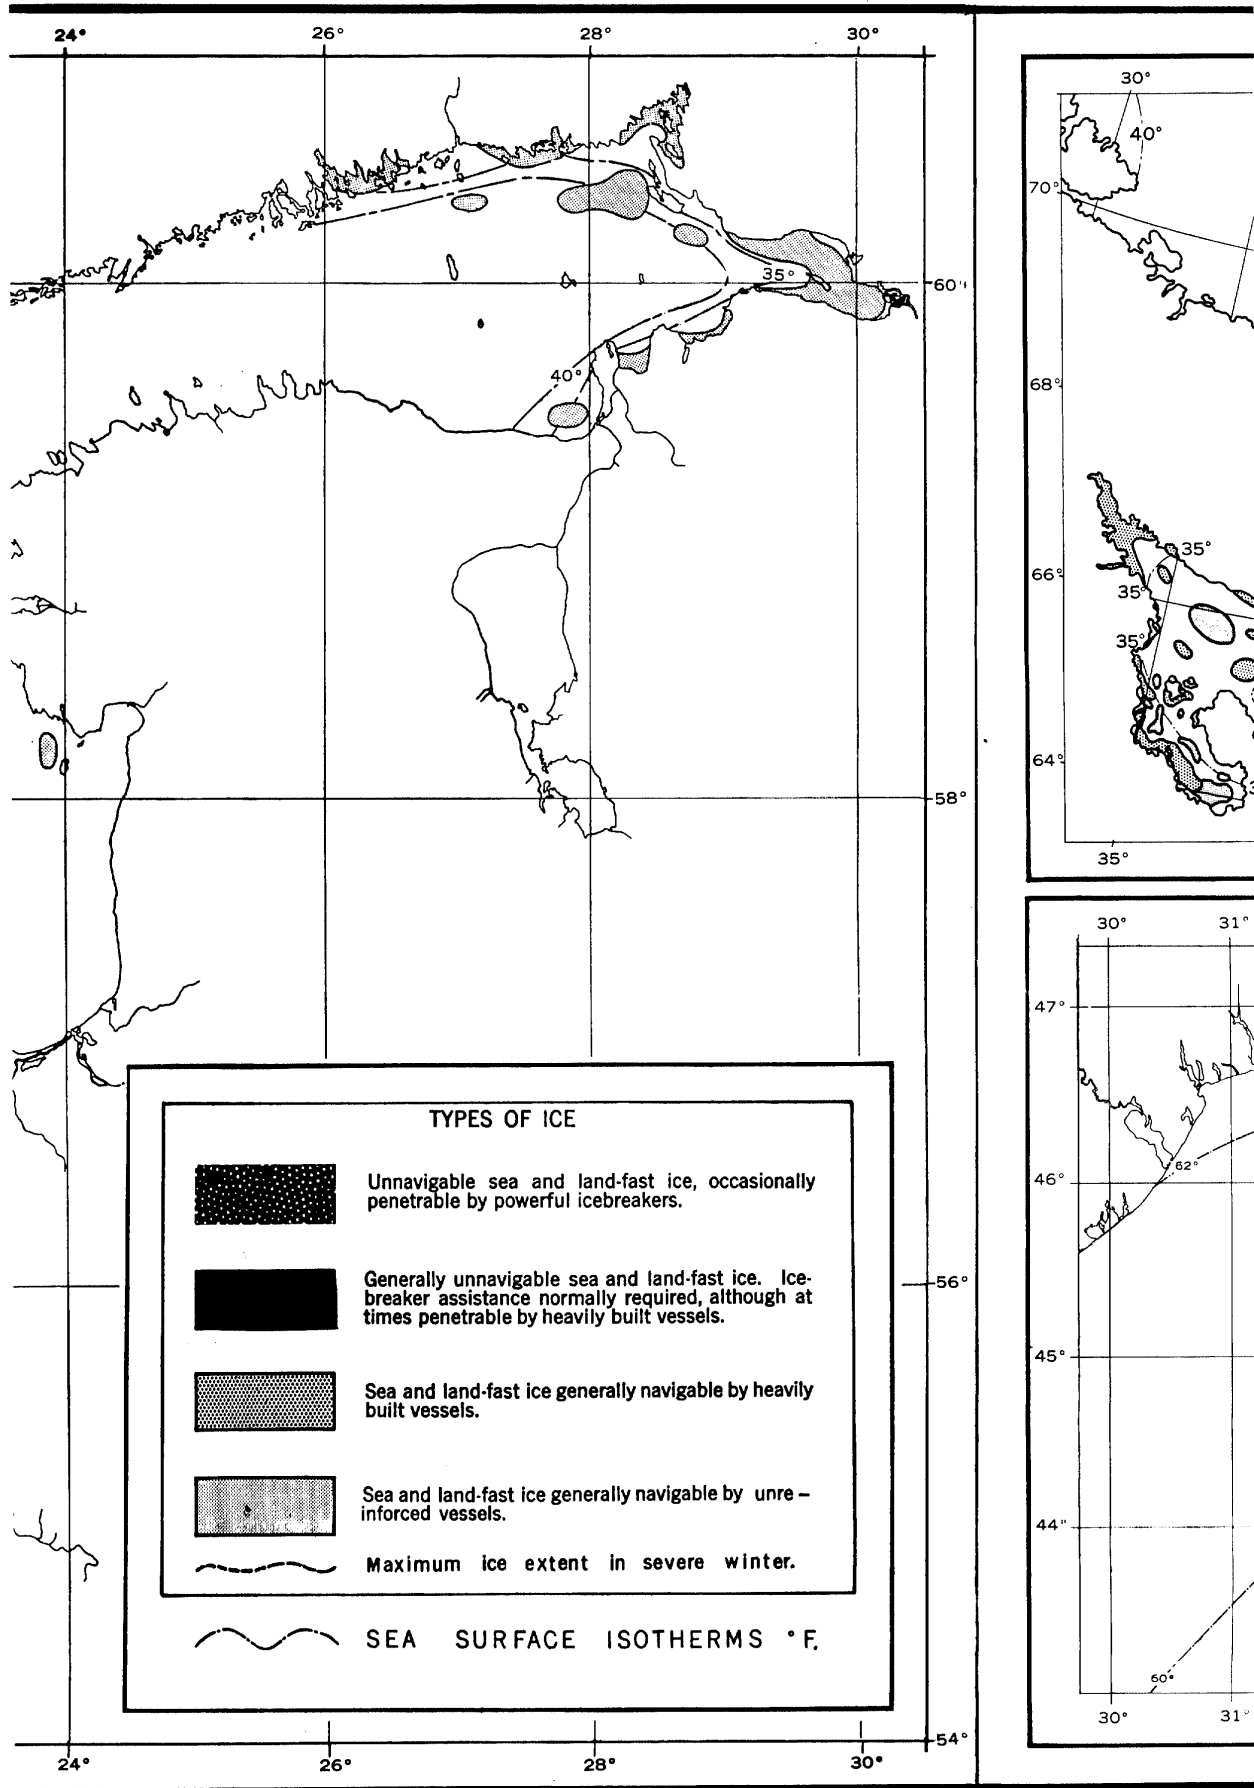 24° 26° 28° 30°
35°
60'
40°
58°
56°
54°
24° 26° 28° 30°
TYPES OF ICE
Unnavigable sea and land-fast ice, occasionally
penetrable by powerful icebreakers.
Generally unnavigable sea and land-fast ice. Ice-
breaker assistance normally required, although at
times penetrable by heavily built vessels.
Sea and land-fast ice generally navigable by heavily
built vessels.
Sea and land-fast ice generally navigable by unre-
inforced vessels.
Maximum ice extent in severe winter.
SEA SURFACE ISOTHERMS °F.
30°
40°
70°
68°
35°
66°
35°
35°
64°
35°
30° 31°
47°
62°
46°
45°
44°
60°
30° 31°